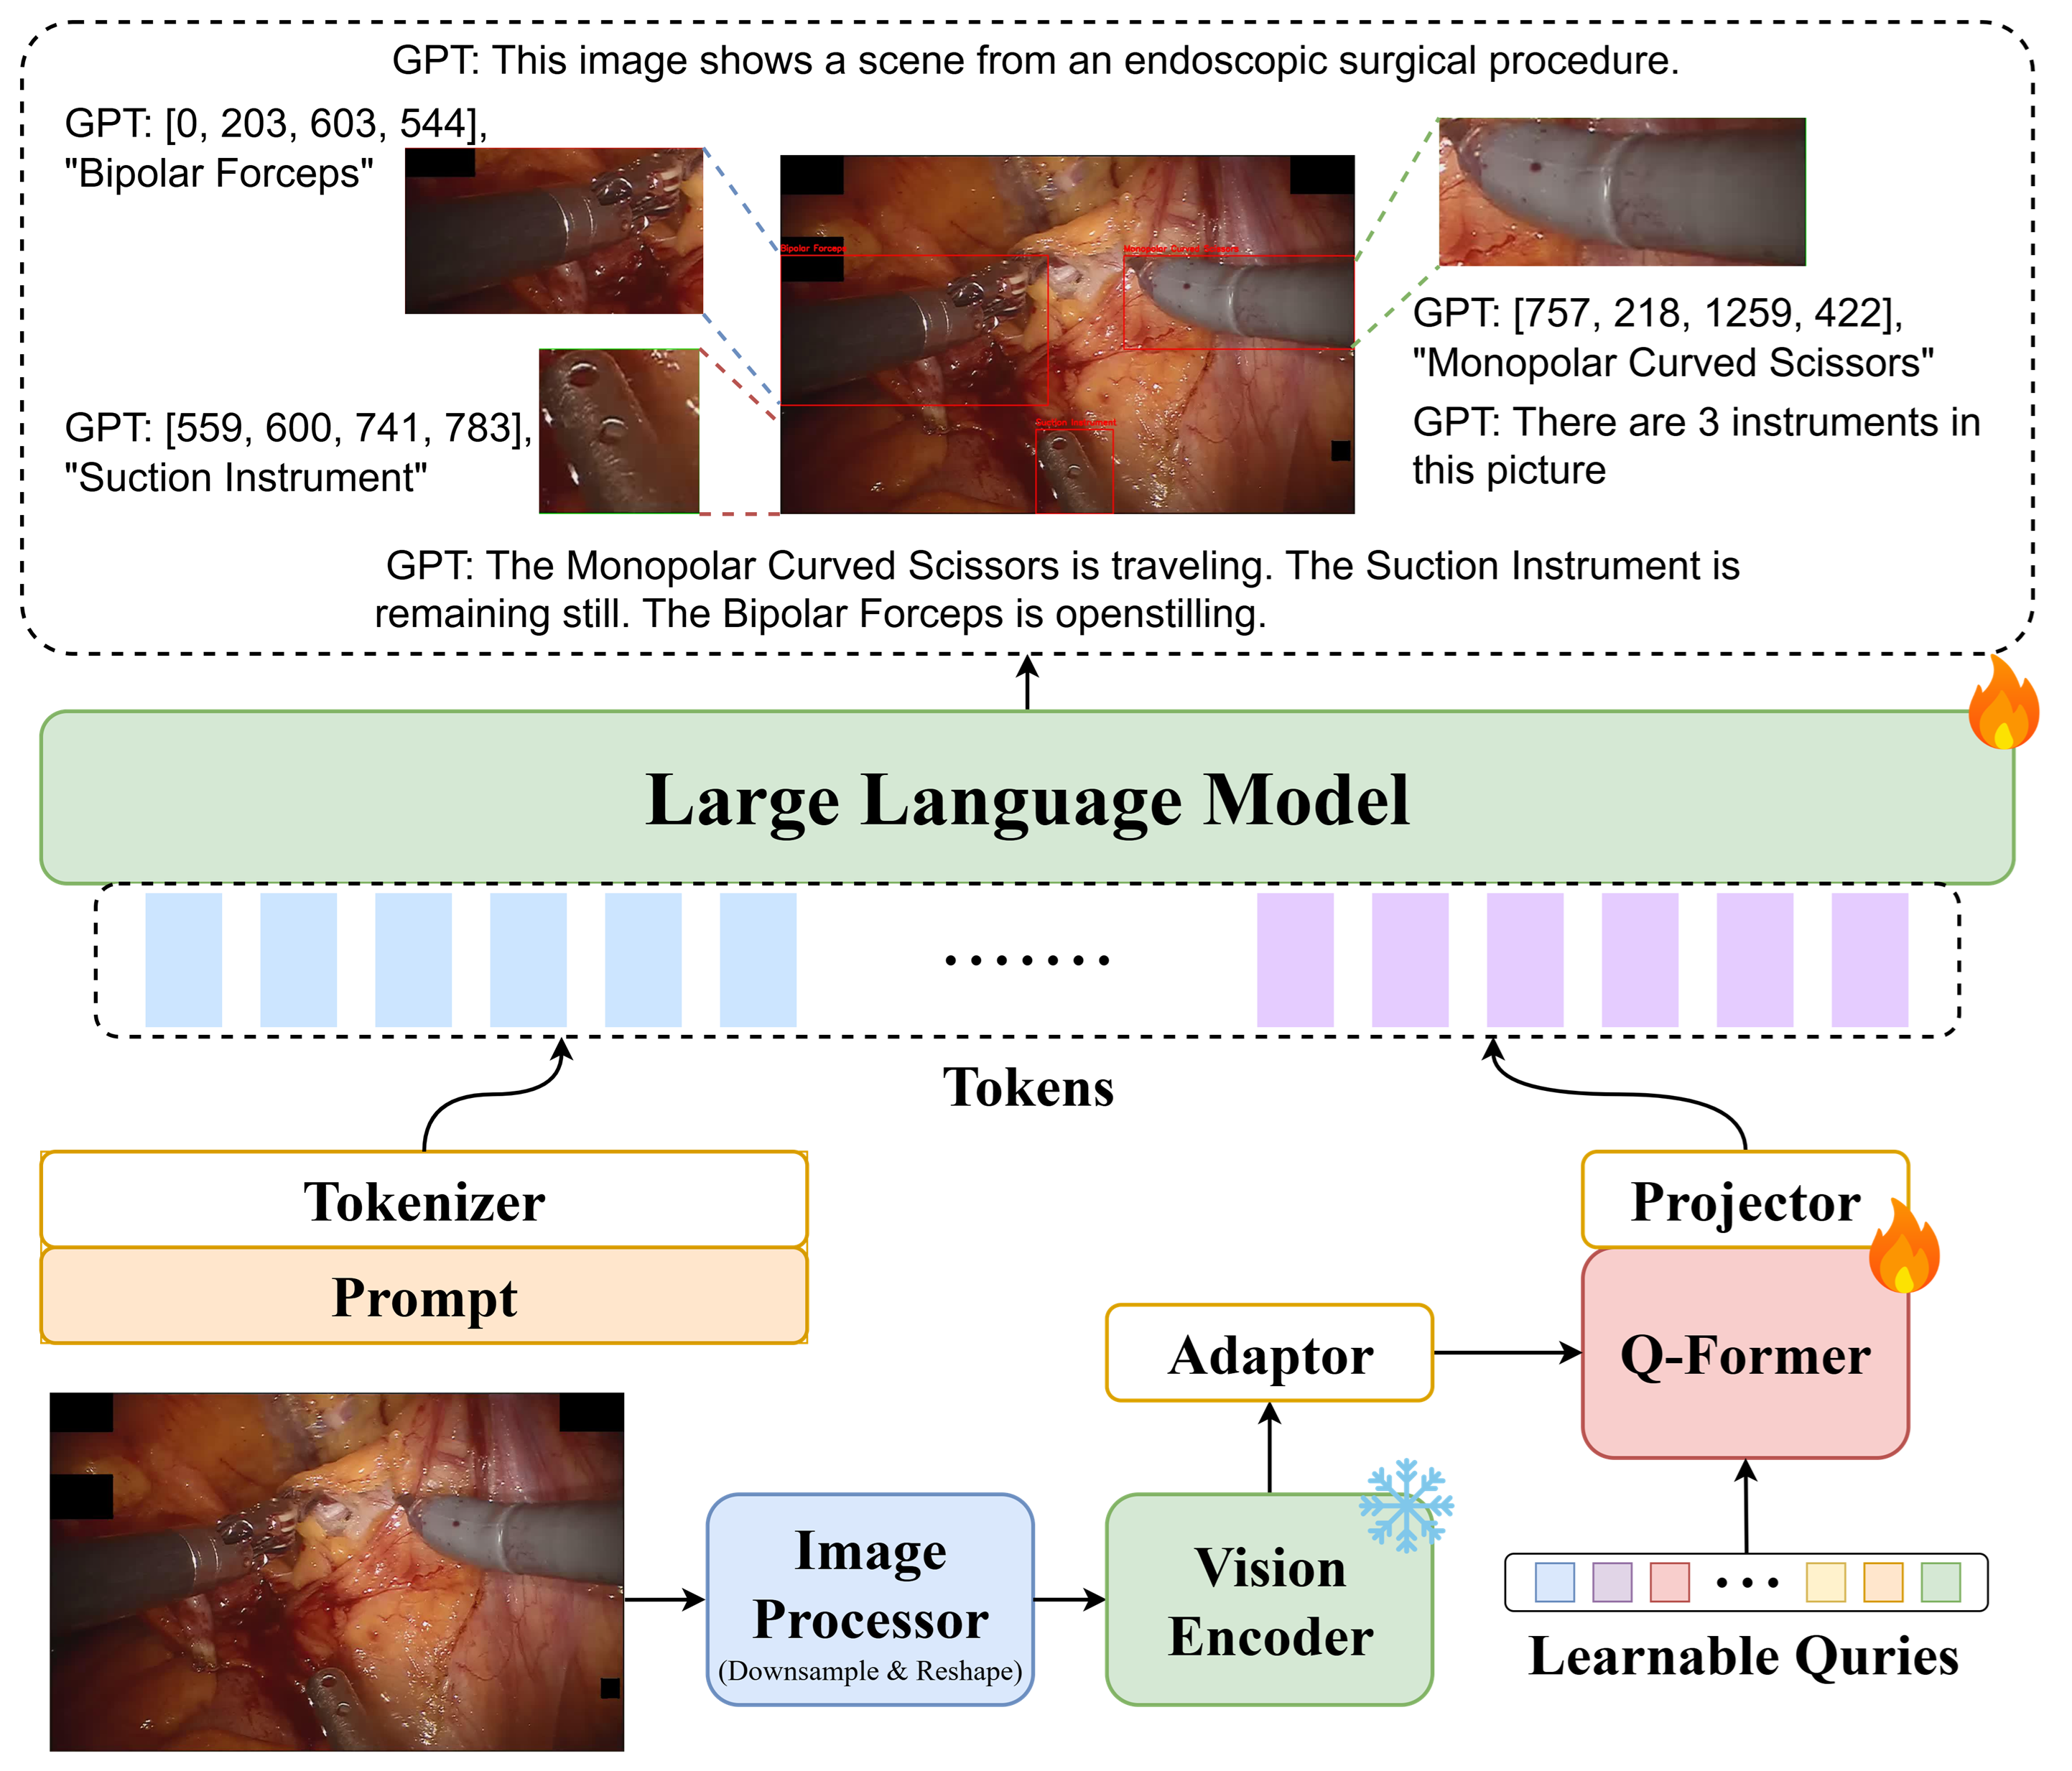 GPT: This image shows a scene from an endoscopic surgical procedure.
GPT: [0, 203, 603, 544],
"Bipolar Forceps"
Bipolar Forceps
Monopolar Curved Scissors
GPT: [757, 218, 1259, 422],
"Monopolar Curved Scissors"
GPT: [559, 600, 741, 783],
"Suction Instrument"
Suction Instrument
GPT: There are 3 instruments in
this picture
GPT: The Monopolar Curved Scissors is traveling. The Suction Instrument is
remaining still. The Bipolar Forceps is openstilling.
Large Language Model
Tokens
Tokenizer
Prompt
Projector
Adaptor
Q-Former
Image
Processor
(Downsample & Reshape)
Vision
Encoder
Learnable Quries